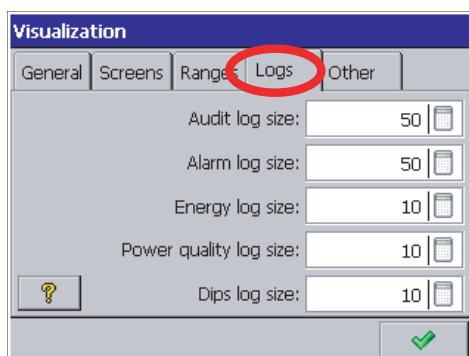 Visualization
General Screens Ranges Logs Other
Audit log size: 50
Alarm log size: 50
Energy log size: 10
Power quality log size: 10
Dips log size: 10